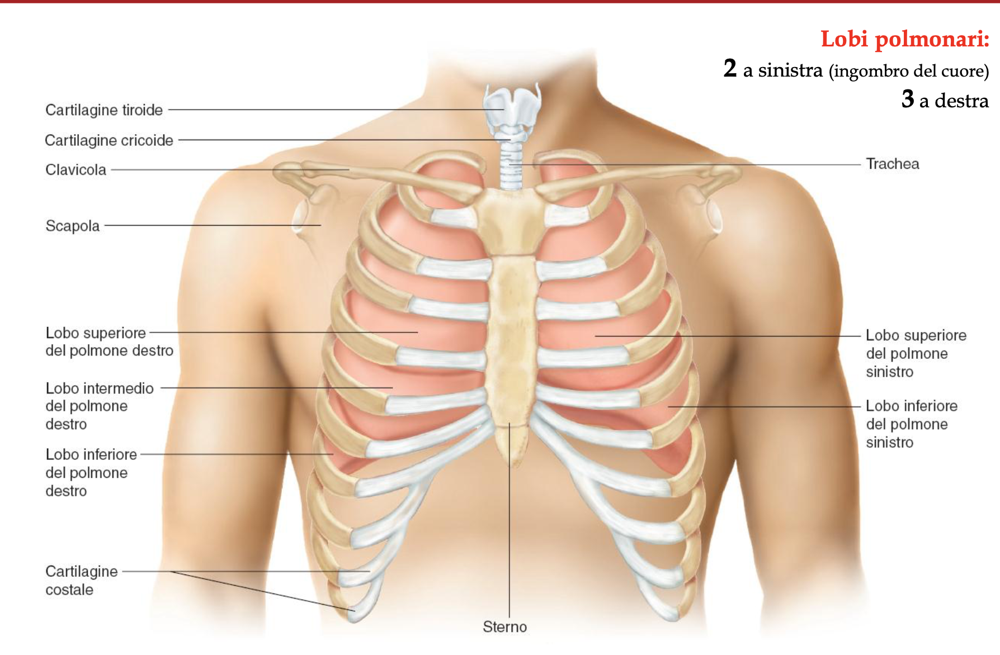 Lobi polmonari:
2 a sinistra (ingombro del cuore)
3 a destra
Cartilagine tiroide
Cartilagine cricoide
Clavicola
Scapola
Lobo superiore
del polmone destro
Lobo intermedio
del polmone
destro
Lobo inferiore
del polmone
destro
Cartilagine
costale
Trachea
Lobo superiore
del polmone
sinistro
Lobo inferiore
del polmone
sinistro
Sterno